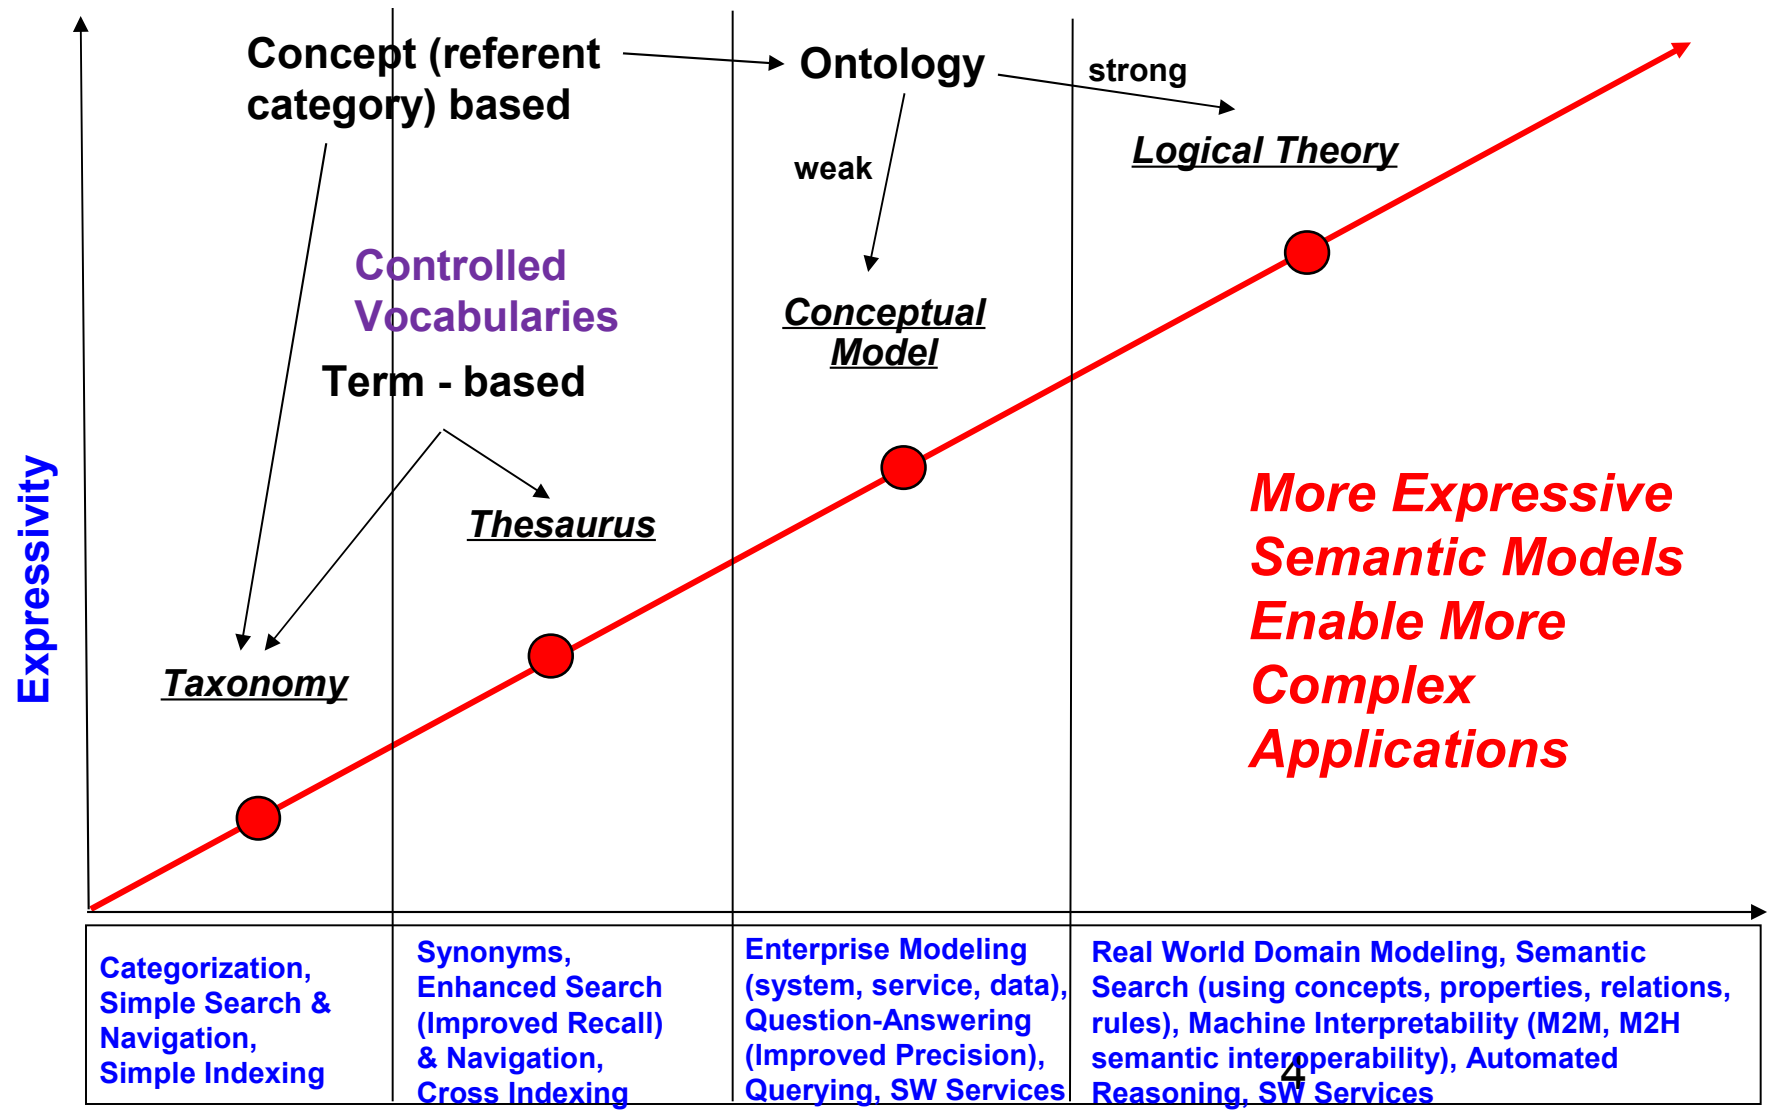 Concept (referent
category) based
Ontology
strong
weak
Logical Theory
Controlled
Vocabularies
Term - based
Conceptual
Model
Thesaurus
Taxonomy
Expressivity
More Expressive
Semantic Models
Enable More
Complex
Applications
Categorization,
Simple Search &
Navigation,
Simple Indexing
Synonyms,
Enhanced Search
(Improved Recall)
& Navigation,
Cross Indexing
Enterprise Modeling
(system, service, data),
Question-Answering
(Improved Precision),
Querying, SW Services
Real World Domain Modeling, Semantic
Search (using concepts, properties, relations,
rules), Machine Interpretability (M2M, M2H
semantic interoperability), Automated
Reasoning, SW Services
4